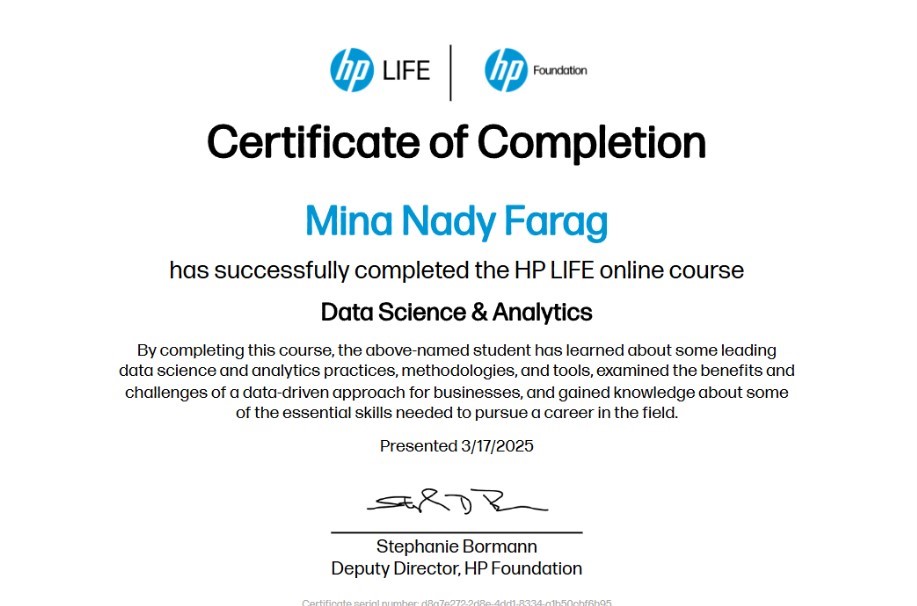 hp LIFE | hp Foundation
Certificate of Completion
Mina Nady Farag
has successfully completed the HP LIFE online course
Data Science & Analytics
By completing this course, the above-named student has learned about some leading
data science and analytics practices, methodologies, and tools, examined the benefits and
challenges of a data-driven approach for businesses, and gained knowledge about some
of the essential skills needed to pursue a career in the field.
Presented 3/17/2025
Stephanie Bormann
Deputy Director, HP Foundation
Certificate serial number: